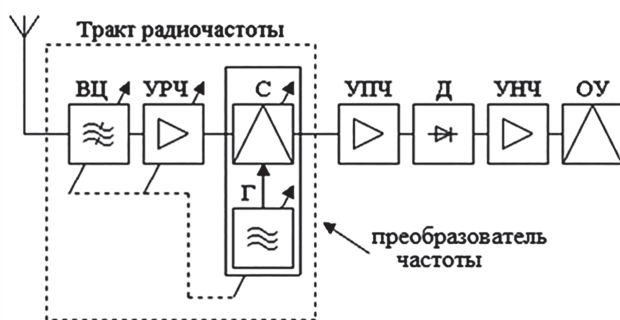 Тракт радиочастоты
ВЦ УРЧ С УПЧ Д УНЧ ОУ
Г
преобразователь
частоты